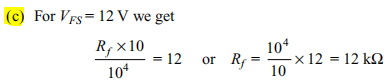 (c) For V_FS = 12 V we get
R_f × 10 / 10^4 = 12 or R_f = 10^4 / 10 × 12 = 12 kΩ